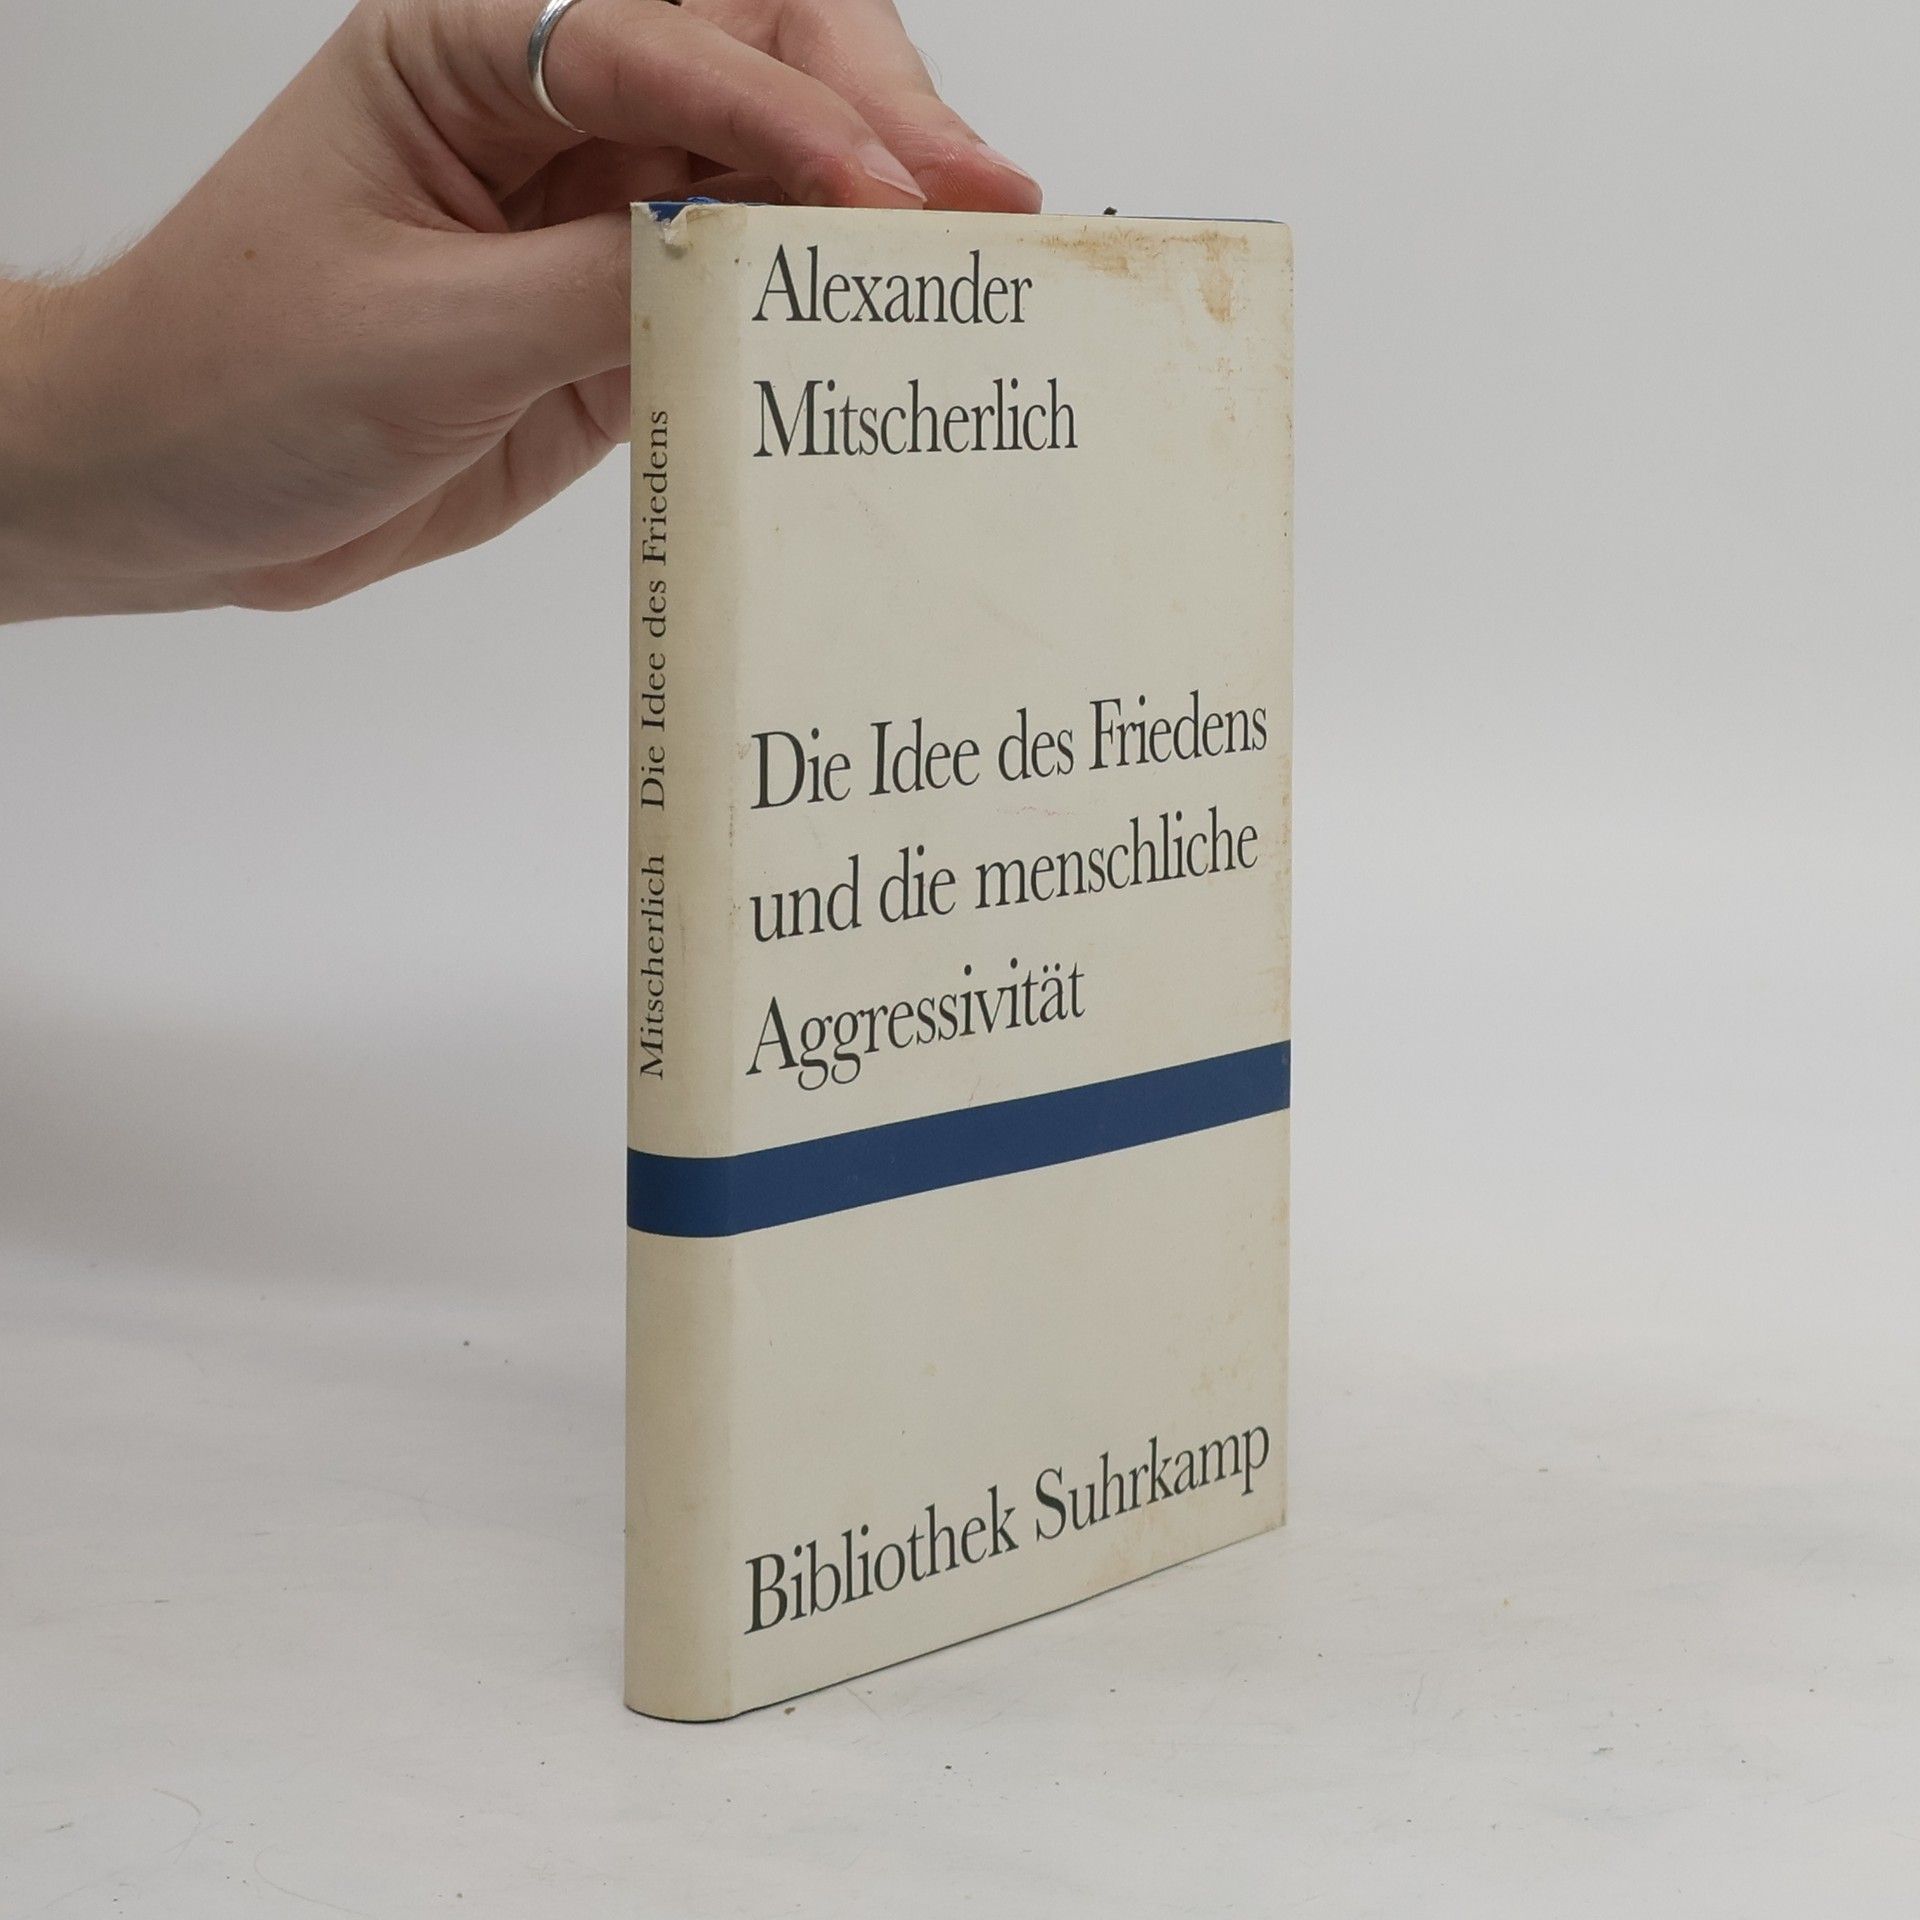 Alexander
Mitscherlich
Die Idee des Friedens
und die menschliche
Aggressivität
Bibliothek Suhrkamp
Mitscherlich Die Idee des Friedens